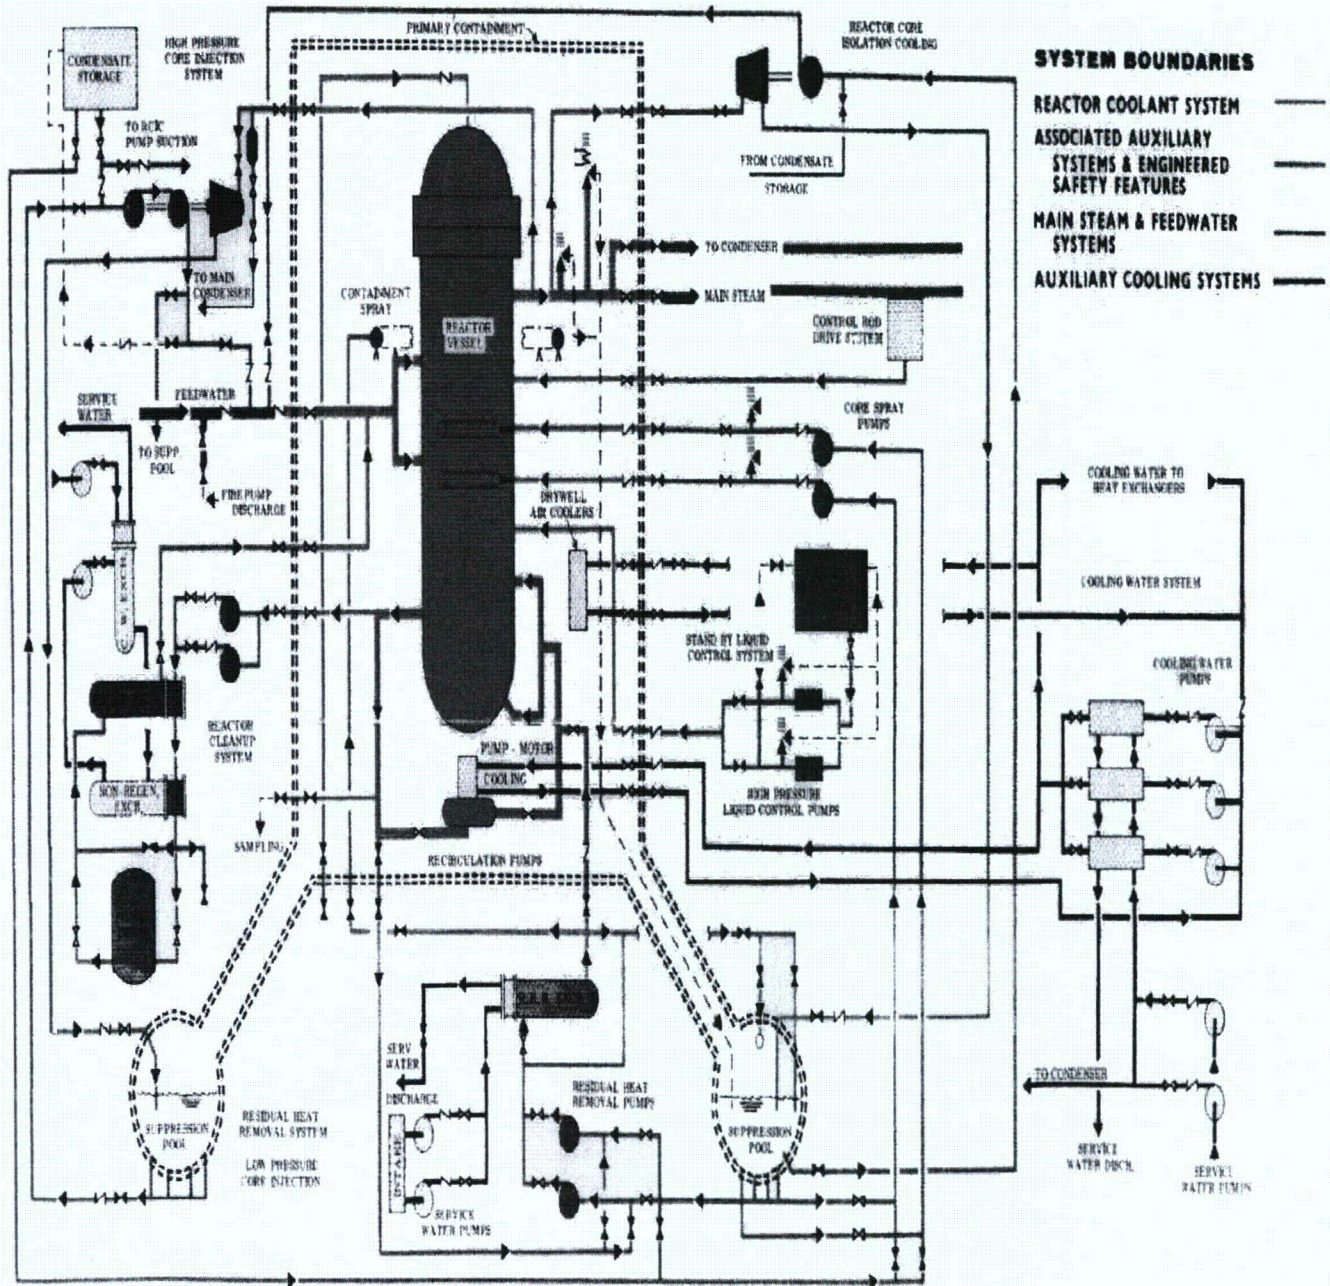 PRIMARY CONTAINMENT
REACTOR CORE
ISOLATION COOLING
HIGH PRESSURE
CORE INJECTION
SYSTEM
CONDENSATE
STORAGE
TO RCIC
PUMP SUCTION
FROM CONDENSATE
STORAGE
SYSTEM BOUNDARIES
REACTOR COOLANT SYSTEM
ASSOCIATED AUXILIARY
SYSTEMS & ENGINEERED
SAFETY FEATURES
MAIN STEAM & FEEDWATER
SYSTEMS
AUXILIARY COOLING SYSTEMS
TO CONDENSER
MAIN STEAM
TO MAIN
CONDENSER
CONTAINMENT
SPRAY
REACTOR
VESSEL
CONTROL ROD
DRIVE SYSTEM
SERVICE
WATER
FEEDWATER
CORE SPRAY
PUMPS
TO SUPP.
POOL
FIRE PUMP
DISCHARGE
DRYWELL
AIR COOLERS
COOLING WATER TO
HEAT EXCHANGERS
COOLING WATER SYSTEM
C. W. EXCH.
STAND BY LIQUID
CONTROL SYSTEM
COOLING WATER
PUMPS
REACTOR
CLEANUP
SYSTEM
PUMP - MOTOR
COOLING
NON-REGEN.
EXCH.
HIGH PRESSURE
LIQUID CONTROL PUMPS
SAMPLING
RECIRCULATION PUMPS
SERV.
WATER
DISCHARGE
RESIDUAL HEAT
REMOVAL PUMPS
TO CONDENSER
SUPPRESSION
POOL
RESIDUAL HEAT
REMOVAL SYSTEM
LOW PRESSURE
CORE INJECTION
INTAKE
SERVICE
WATER PUMPS
SUPPRESSION
POOL
SERVICE
WATER DISCH.
SERVICE
WATER PUMPS